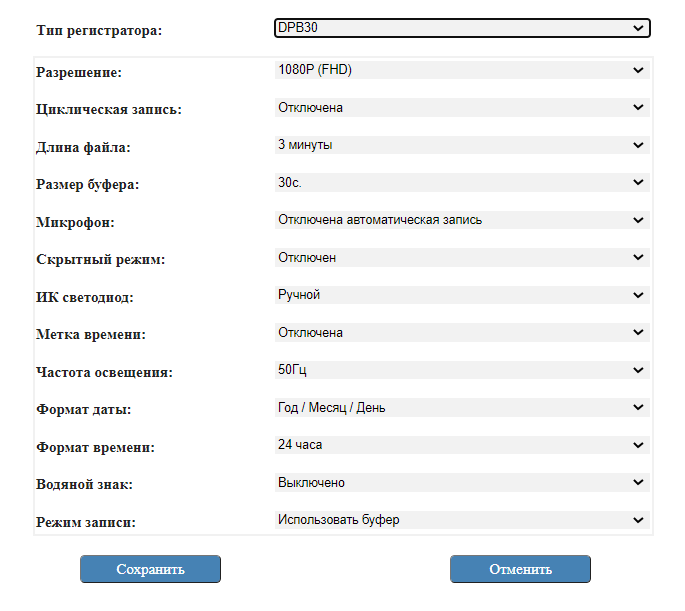 Тип регистратора: DPB30
Разрешение: 1080P (FHD)
Циклическая запись: Отключена
Длина файла: 3 минуты
Размер буфера: 30с.
Микрофон: Отключена автоматическая запись
Скрытный режим: Отключен
ИК светодиод: Ручной
Метка времени: Отключена
Частота освещения: 50Гц
Формат даты: Год / Месяц / День
Формат времени: 24 часа
Водяной знак: Выключено
Режим записи: Использовать буфер
Сохранить Отменить